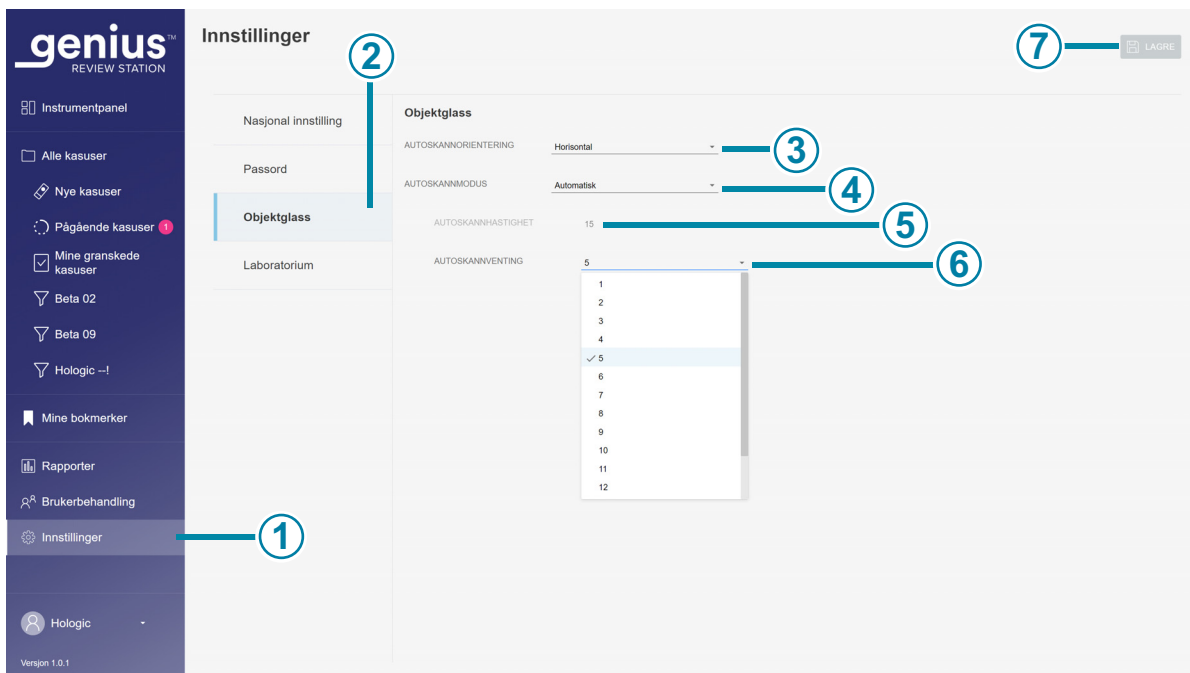 genius™
REVIEW STATION
Instrumentpanel
Alle kasuser
Nye kasuser
Pågående kasuser 1
Mine granskede
kasuser
Beta 02
Beta 09
Hologic --!
Mine bokmerker
Rapporter
Brukerbehandling
Innstillinger
1
Hologic
Versjon 1.0.1
Innstillinger
2
7
LAGRE
Nasjonal innstilling
Passord
Objektglass
Laboratorium
Objektglass
AUTOSKANNORIENTERING Horisontal
3
AUTOSKANNMODUS Automatisk
4
AUTOSKANNHASTIGHET 15
5
AUTOSKANNVENTING 5
6
1
2
3
4
5
6
7
8
9
10
11
12